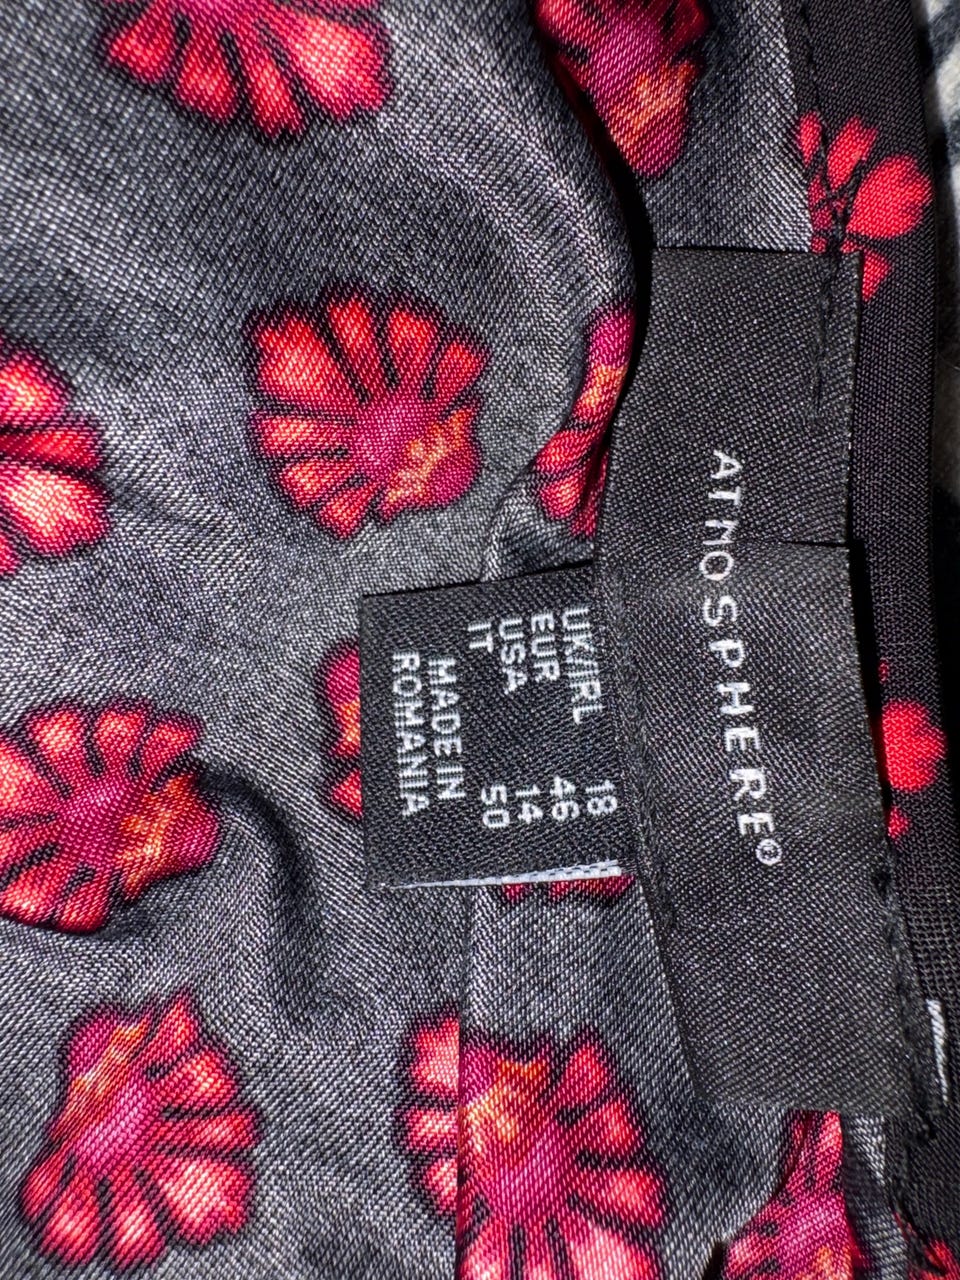 ATMOSPHERE©
UK/IRL 18
EUR 46
USA 14
IT 50
MADE IN
ROMANIA